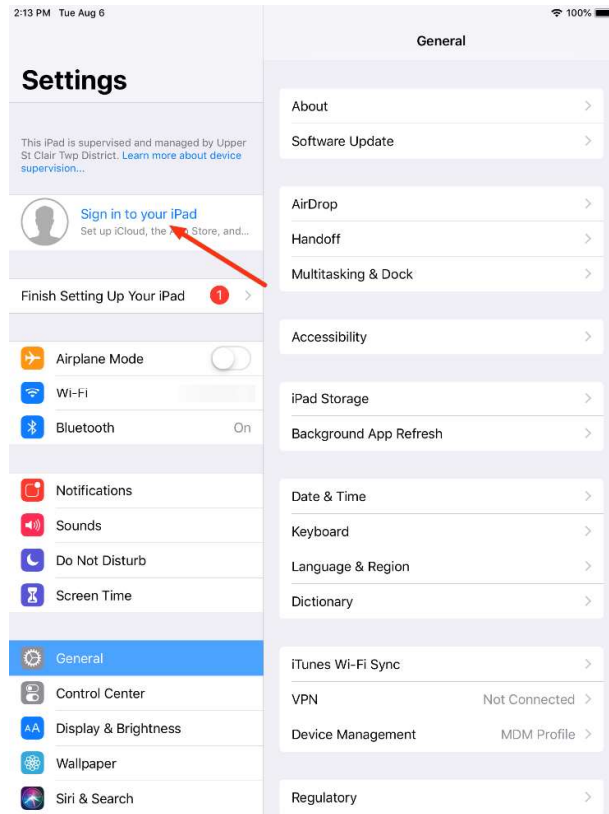 2:13 PM Tue Aug 6
100%
Settings
This iPad is supervised and managed by Upper
St Clair Twp District. Learn more about device
supervision...
Sign in to your iPad
Set up iCloud, the App Store, and...
Finish Setting Up Your iPad 1
Airplane Mode
Wi-Fi
Bluetooth On
Notifications
Sounds
Do Not Disturb
Screen Time
General
Control Center
AA Display & Brightness
Wallpaper
Siri & Search
General
About
Software Update
AirDrop
Handoff
Multitasking & Dock
Accessibility
iPad Storage
Background App Refresh
Date & Time
Keyboard
Language & Region
Dictionary
iTunes Wi-Fi Sync
VPN Not Connected
Device Management MDM Profile
Regulatory